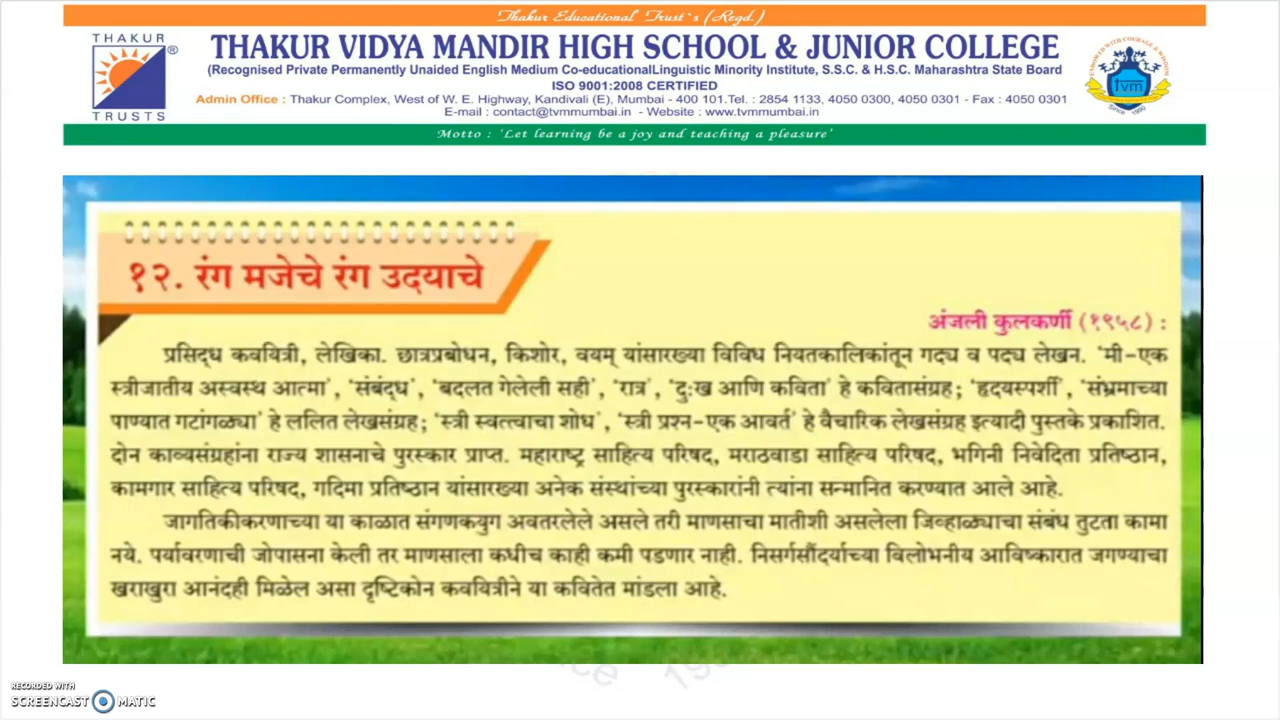 Thakur Educational Trust`s (Regd.)
THAKUR
TRUSTS
®
THAKUR VIDYA MANDIR HIGH SCHOOL & JUNIOR COLLEGE
(Recognised Private Permanently Unaided English Medium Co-educationalLinguistic Minority Institute, S.S.C. & H.S.C. Maharashtra State Board
ISO 9001:2008 CERTIFIED
Admin Office : Thakur Complex, West of W. E. Highway, Kandivali (E), Mumbai - 400 101.Tel. : 2854 1133, 4050 0300, 4050 0301 - Fax : 4050 0301
E-mail : contact@tvmmumbai.in - Website : www.tvmmumbai.in
tvm
Motto : ‘Let learning be a joy and teaching a pleasure’
१२. रंग मजेचे रंग उदयाचे
अंजली कुलकर्णी (१९५८) :
प्रसिद्ध कवयित्री, लेखिका. छात्रप्रबोधन, किशोर, वयम् यांसारख्या विविध नियतकालिकांतून गद्य व पद्य लेखन. ‘मी-एक
स्त्रीजातीय अस्वस्थ आत्मा’, ‘संबंद्ध’, ‘बदलत गेलेली सही’, ‘रात्र’, ‘दुःख आणि कविता’ हे कवितासंग्रह; ‘हृदयस्पर्शी’, ‘संभ्रमाच्या
पाण्यात गटांगळ्या’ हे ललित लेखसंग्रह; ‘स्त्री स्वत्त्वाचा शोध’, ‘स्त्री प्रश्न-एक आवर्त’ हे वैचारिक लेखसंग्रह इत्यादी पुस्तके प्रकाशित.
दोन काव्यसंग्रहांना राज्य शासनाचे पुरस्कार प्राप्त. महाराष्ट्र साहित्य परिषद, मराठवाडा साहित्य परिषद, भगिनी निवेदिता प्रतिष्ठान,
कामगार साहित्य परिषद, गदिमा प्रतिष्ठान यांसारख्या अनेक संस्थांच्या पुरस्कारांनी त्यांना सन्मानित करण्यात आले आहे.
जागतिकीकरणाच्या या काळात संगणकयुग अवतरलेले असले तरी माणसाचा मातीशी असलेला जिव्हाळ्याचा संबंध तुटता कामा
नये. पर्यावरणाची जोपासना केली तर माणसाला कधीच काही कमी पडणार नाही. निसर्गसौंदर्याच्या विलोभनीय आविष्कारात जगण्याचा
खराखुरा आनंदही मिळेल असा दृष्टिकोन कवयित्रीने या कवितेत मांडला आहे.
RECORDED WITH
SCREENCAST MATIC